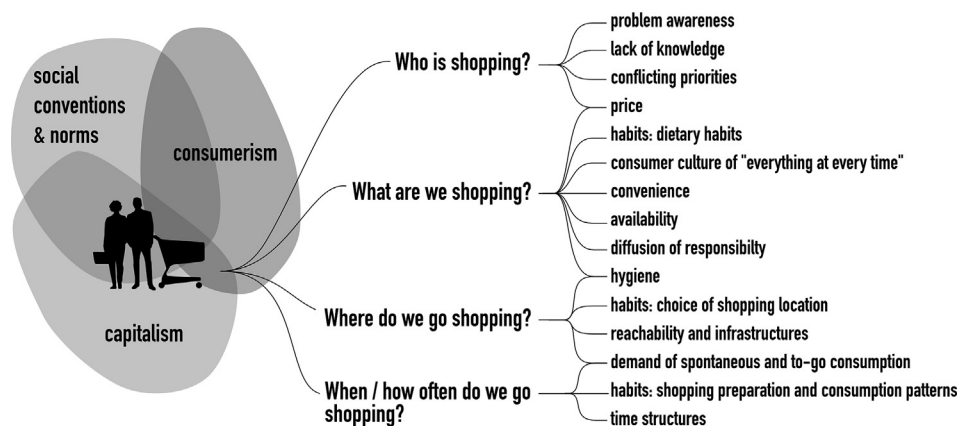 social
conventions
& norms
consumerism
capitalism
Who is shopping?
What are we shopping?
Where do we go shopping?
When / how often do we go
shopping?
problem awareness
lack of knowledge
conflicting priorities
price
habits: dietary habits
consumer culture of "everything at every time"
convenience
availability
diffusion of responsibilty
hygiene
habits: choice of shopping location
reachability and infrastructures
demand of spontaneous and to-go consumption
habits: shopping preparation and consumption patterns
time structures